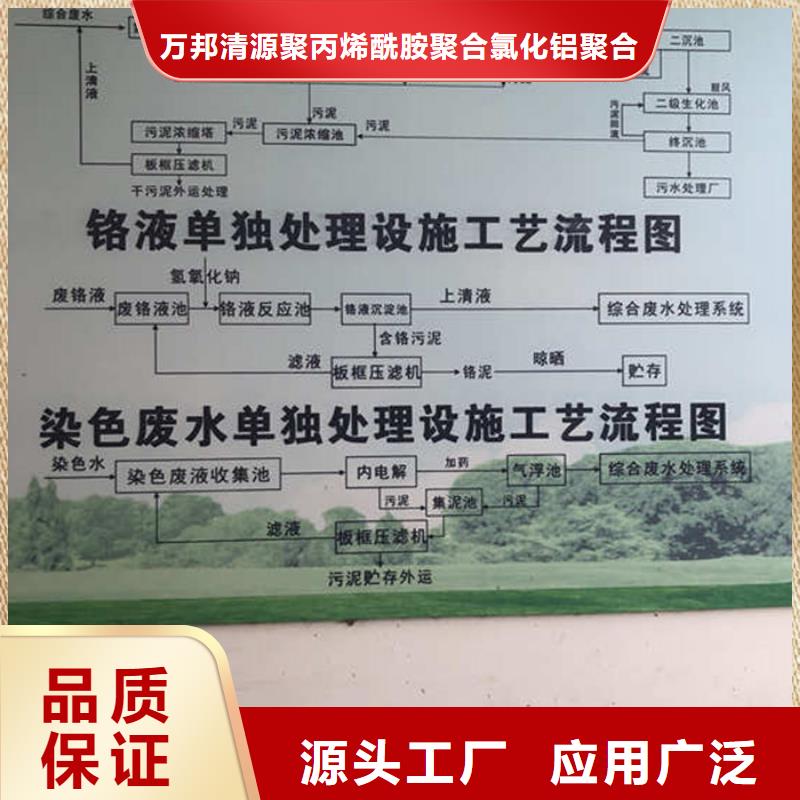 万邦清源聚丙烯酰胺聚合氯化铝聚合
综合废水
二沉池
上清液
鼓风
污泥
污泥回流
二级生化池
污泥浓缩塔
污泥
污泥浓缩池
污泥
终沉池
板框压滤机
干污泥外运处理
污水处理厂
铬液单独处理设施工艺流程图
氢氧化钠
废铬液
废铬液池
铬液反应池
铬液沉淀池
上清液
综合废水处理系统
含铬污泥
滤液
板框压滤机
铬泥
晾晒
贮存
染色废水单独处理设施工艺流程图
染色水
染色废液收集池
内电解
加药
气浮池
综合废水处理系统
污泥
集泥池
污泥
滤液
板框压滤机
污泥贮存外运
品质
保证
源头工厂 应用广泛